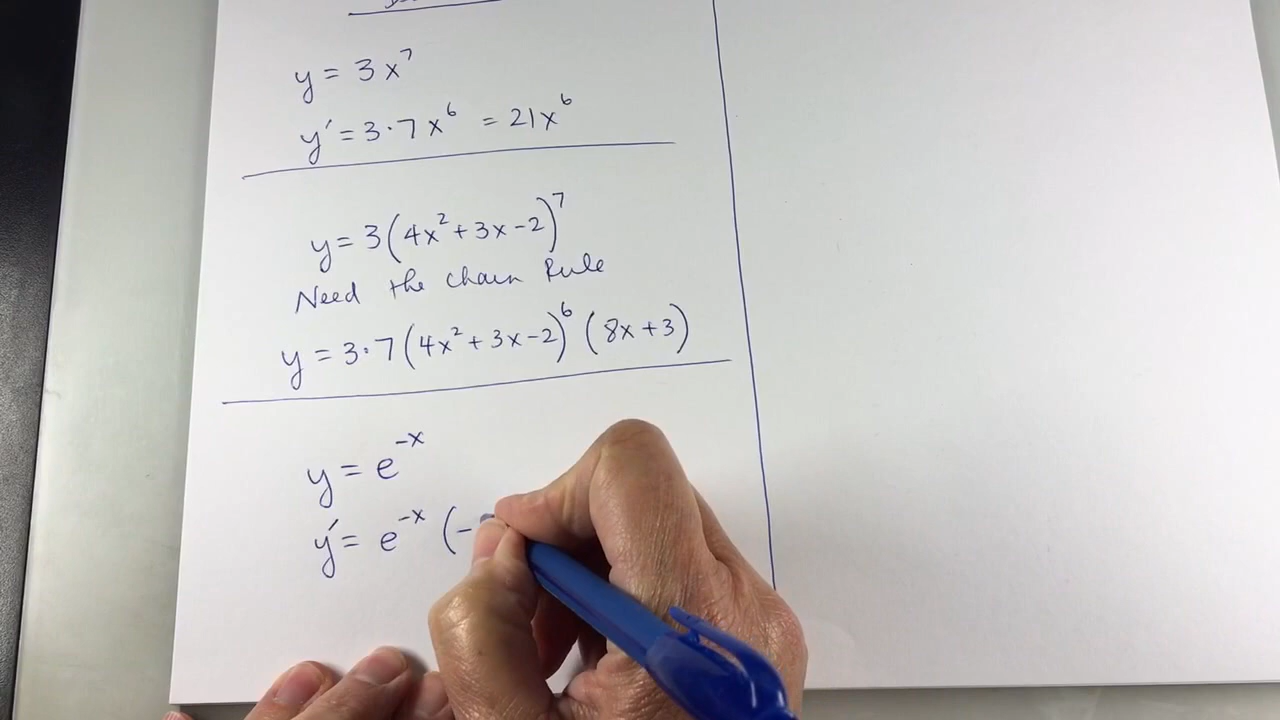 y = 3x⁷
y′ = 3·7x⁶ = 21x⁶
y = 3(4x²+3x-2)⁷
Need the chain Rule
y = 3·7(4x²+3x-2)⁶ (8x+3)
y = e⁻ˣ
y′ = e⁻ˣ (-